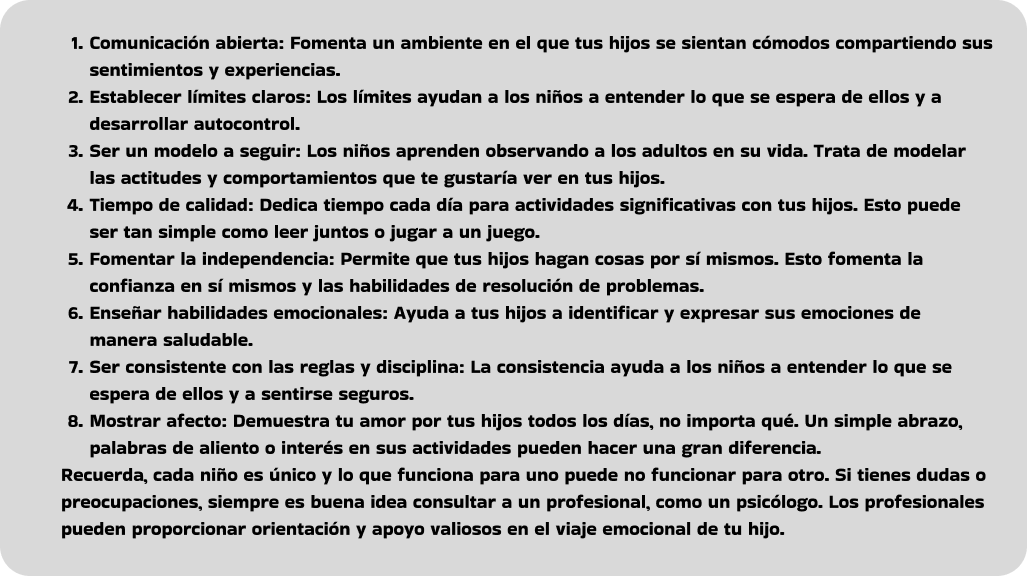 1. Comunicación abierta: Fomenta un ambiente en el que tus hijos se sientan cómodos compartiendo sus
sentimientos y experiencias.
2. Establecer límites claros: Los límites ayudan a los niños a entender lo que se espera de ellos y a
desarrollar autocontrol.
3. Ser un modelo a seguir: Los niños aprenden observando a los adultos en su vida. Trata de modelar
las actitudes y comportamientos que te gustaría ver en tus hijos.
4. Tiempo de calidad: Dedica tiempo cada día para actividades significativas con tus hijos. Esto puede
ser tan simple como leer juntos o jugar a un juego.
5. Fomentar la independencia: Permite que tus hijos hagan cosas por sí mismos. Esto fomenta la
confianza en sí mismos y las habilidades de resolución de problemas.
6. Enseñar habilidades emocionales: Ayuda a tus hijos a identificar y expresar sus emociones de
manera saludable.
7. Ser consistente con las reglas y disciplina: La consistencia ayuda a los niños a entender lo que se
espera de ellos y a sentirse seguros.
8. Mostrar afecto: Demuestra tu amor por tus hijos todos los días, no importa qué. Un simple abrazo,
palabras de aliento o interés en sus actividades pueden hacer una gran diferencia.
Recuerda, cada niño es único y lo que funciona para uno puede no funcionar para otro. Si tienes dudas o
preocupaciones, siempre es buena idea consultar a un profesional, como un psicólogo. Los profesionales
pueden proporcionar orientación y apoyo valiosos en el viaje emocional de tu hijo.